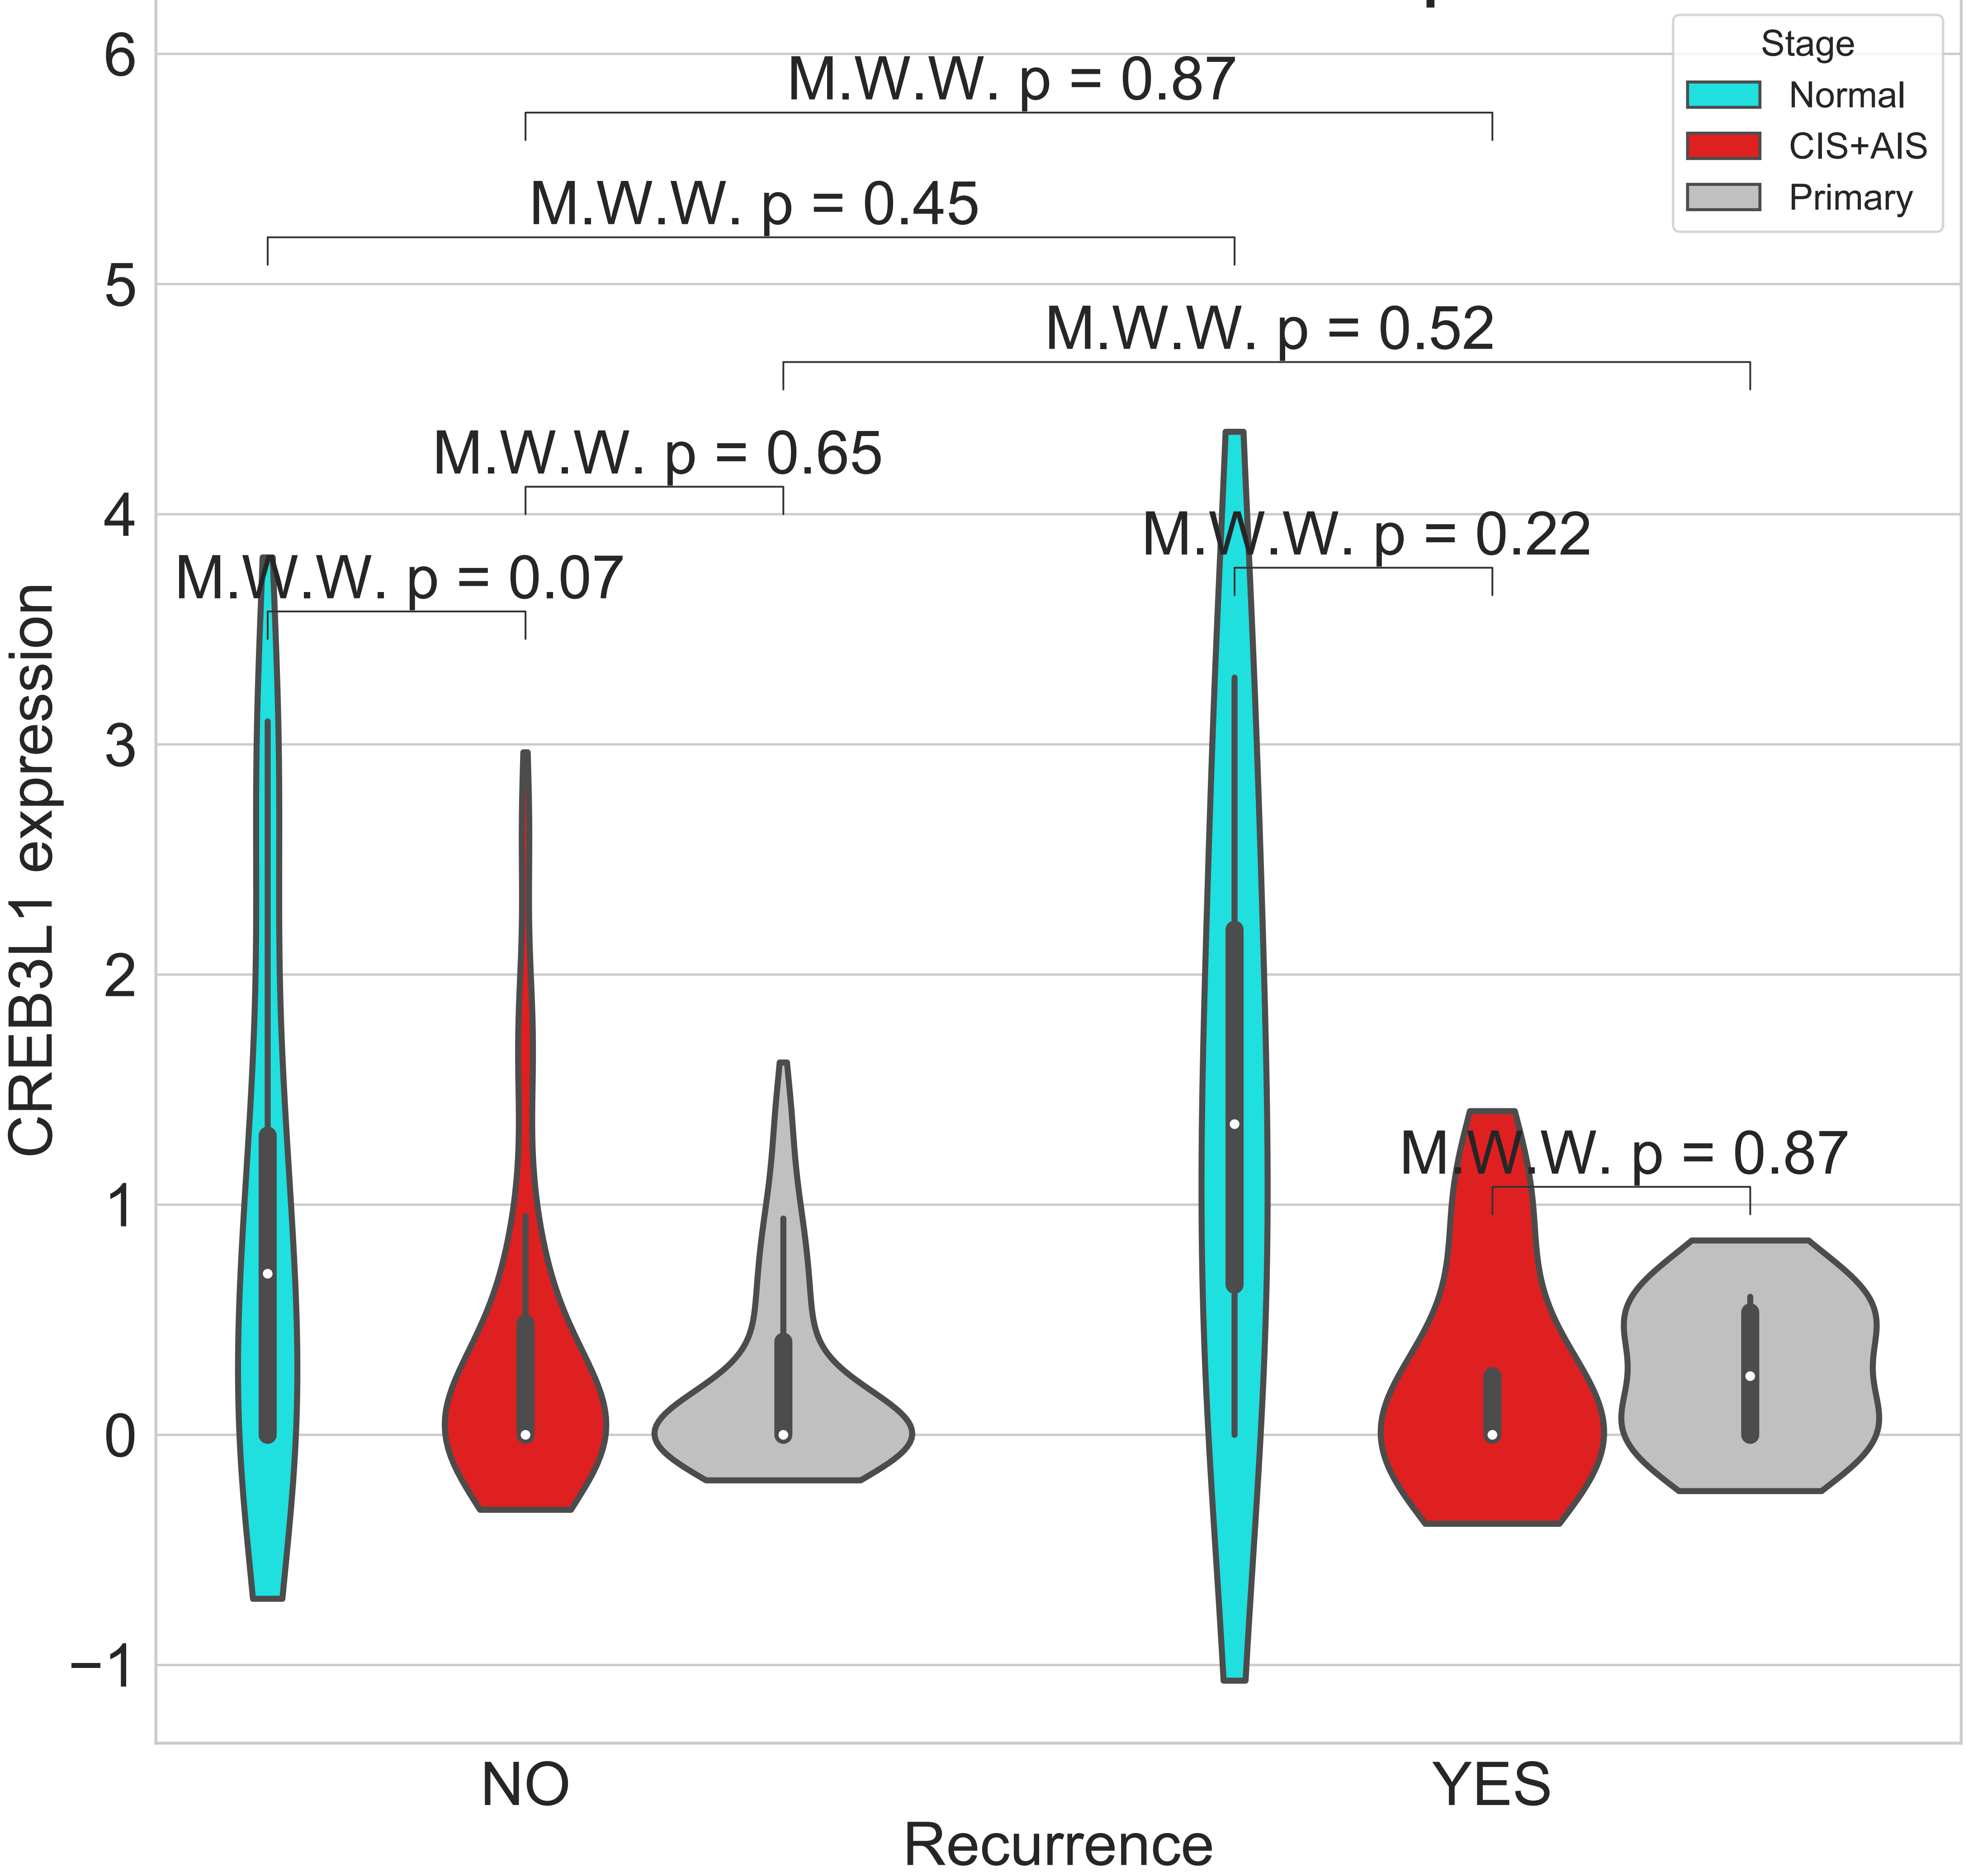 Stage
Normal
CIS+AIS
Primary
6
5
4
3
2
1
0
−1
CREB3L1 expression
M.W.W. p = 0.87
M.W.W. p = 0.45
M.W.W. p = 0.52
M.W.W. p = 0.65
M.W.W. p = 0.22
M.W.W. p = 0.07
M.W.W. p = 0.87
NO
YES
Recurrence